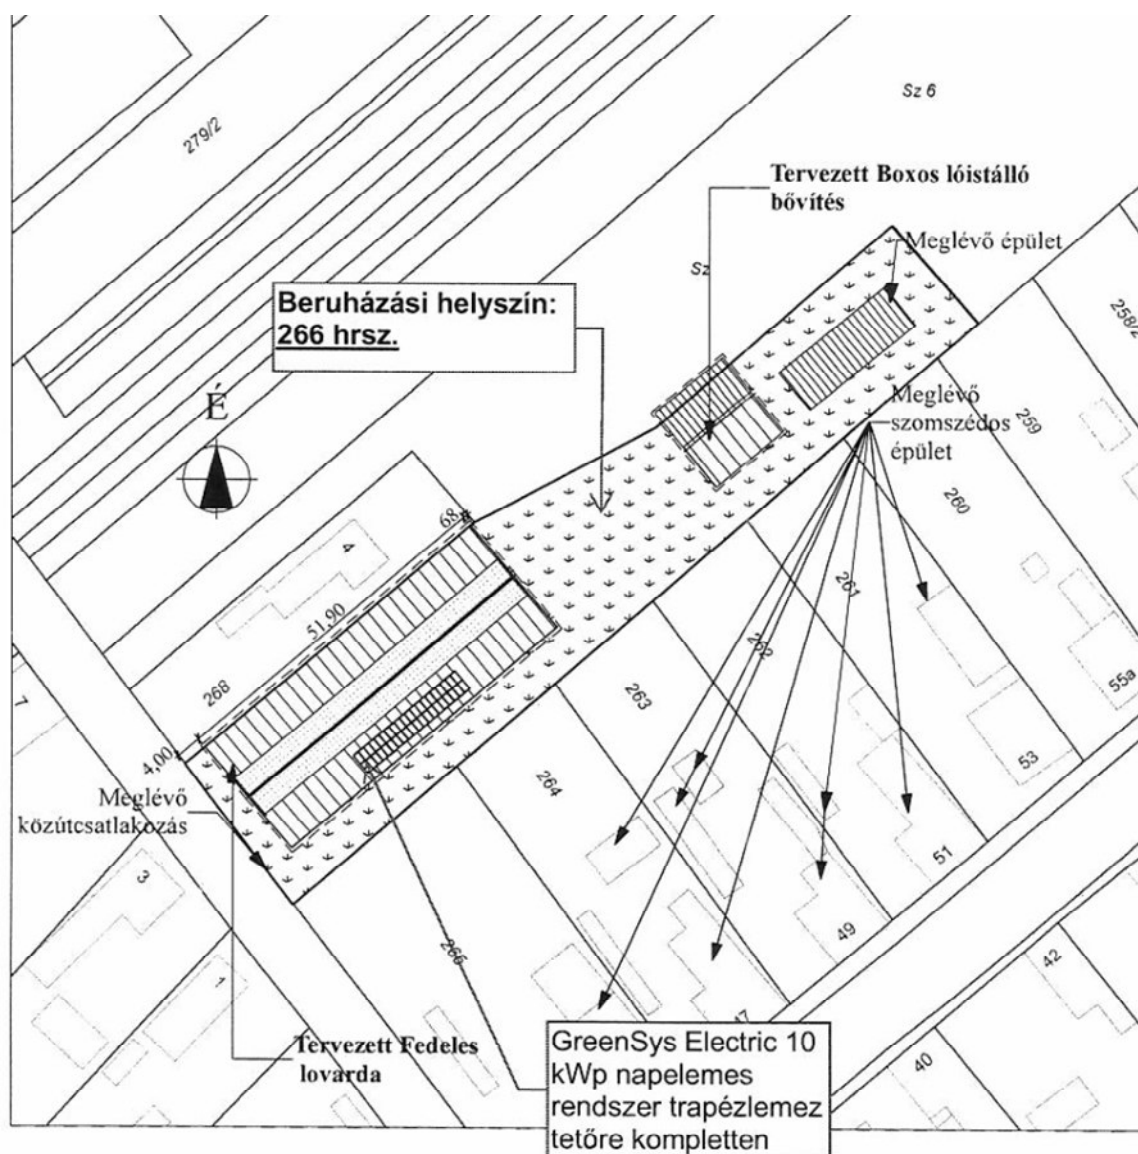 Sz 6
279/2
Tervezett Boxos lóistálló
bővítés
Meglévő épület
Sz
Beruházási helyszín:
266 hrsz.
258/2
É
Meglévő
szomszédos
épület
259
260
68
4
51,90
261
262
268
263
7
55a
4,00
264
53
Meglévő
közútcsatlakozás
51
3
49
266
42
1
47
Tervezett Fedeles
lovarda
GreenSys Electric 10
kWp napelemes
rendszer trapézlemez
tetőre kompletten
40